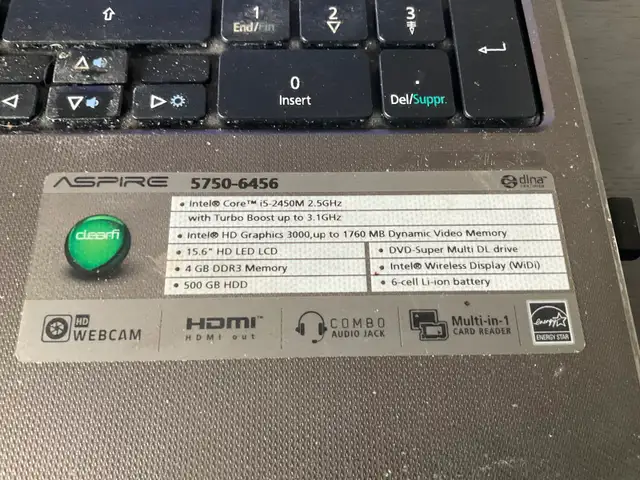 1
End/Fin
2
3
0
Insert
.
Del/Suppr.
ASPIRE 5750-6456
dlna
clear.fi
• Intel® Core™ i5-2450M 2.5GHz
with Turbo Boost up to 3.1GHz
• Intel® HD Graphics 3000,up to 1760 MB Dynamic Video Memory
• 15.6" HD LED LCD
• DVD-Super Multi DL drive
• 4 GB DDR3 Memory
• Intel® Wireless Display (WiDi)
• 500 GB HDD
• 6-cell Li-ion battery
HD
WEBCAM
HDMI™
HDMI out
COMBO
AUDIO JACK
Multi-in-1
CARD READER
energy
ENERGY STAR